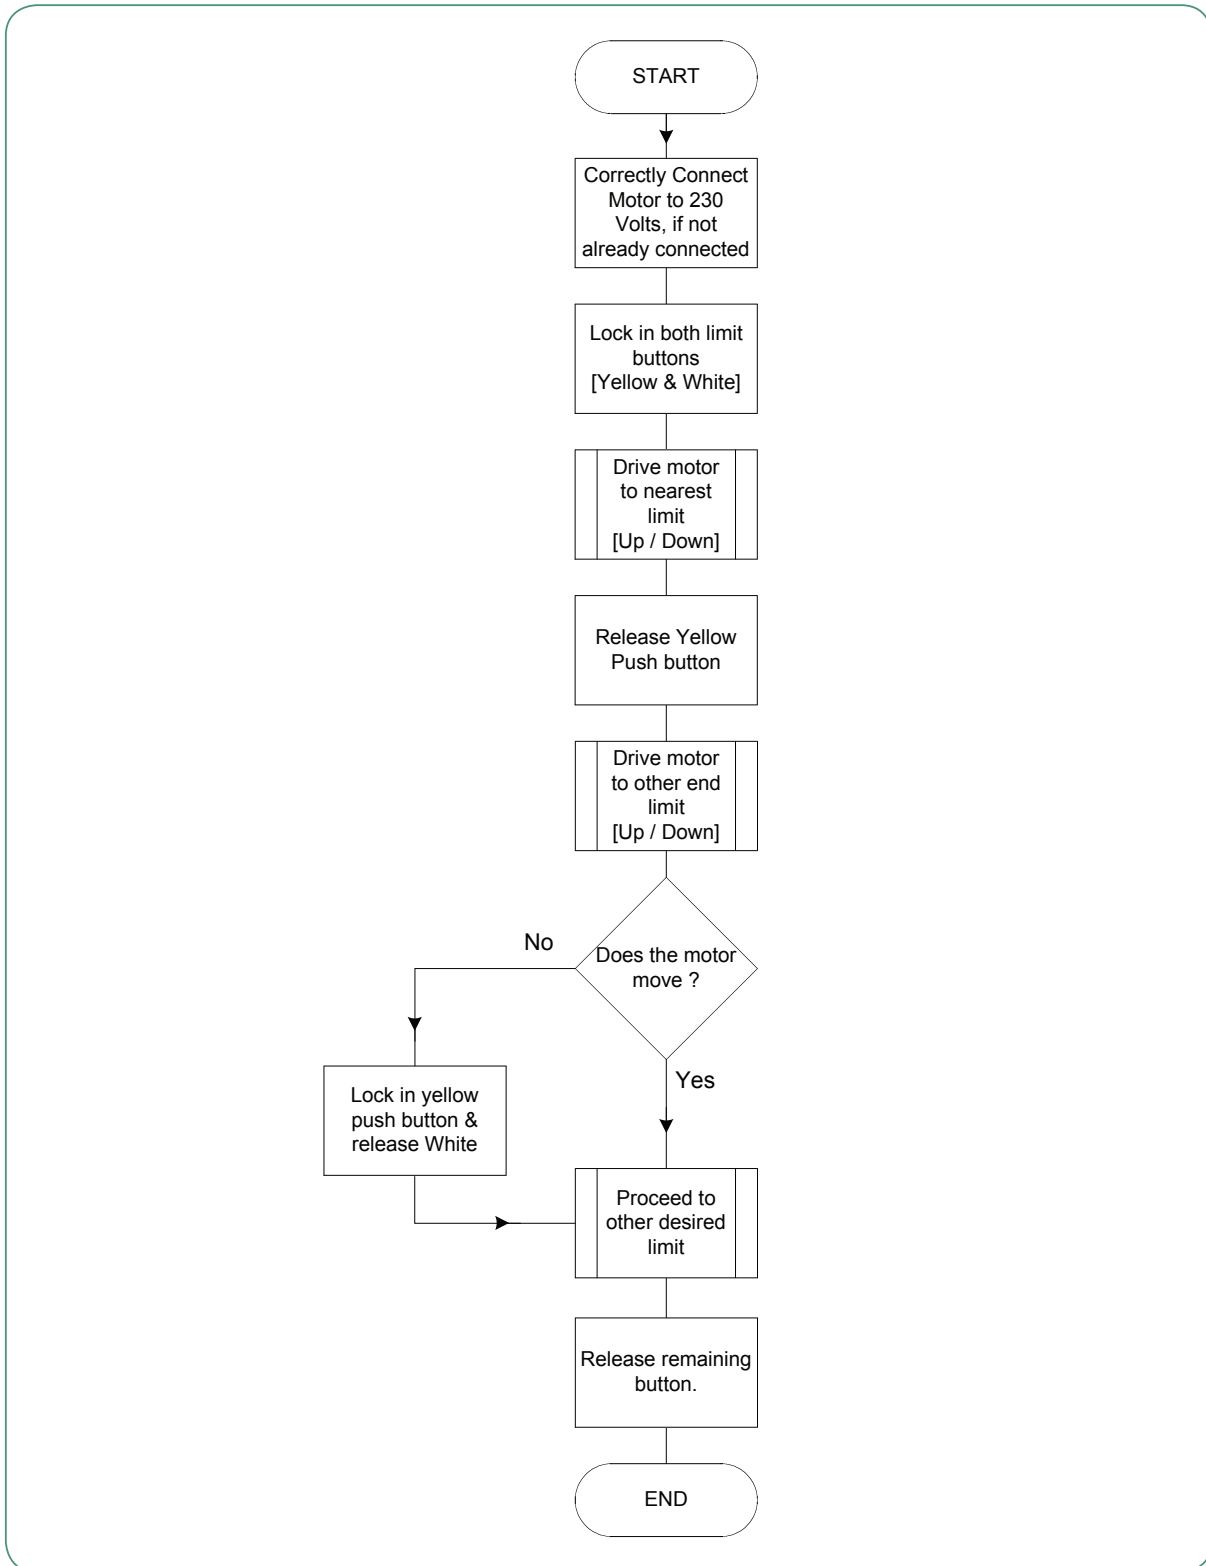 START
Correctly Connect
Motor to 230
Volts, if not
already connected
Lock in both limit
buttons
[Yellow & White]
Drive motor
to nearest
limit
[Up / Down]
Release Yellow
Push button
Drive motor
to other end
limit
[Up / Down]
Does the motor
move ?
No
Lock in yellow
push button &
release White
Yes
Proceed to
other desired
limit
Release remaining
button.
END